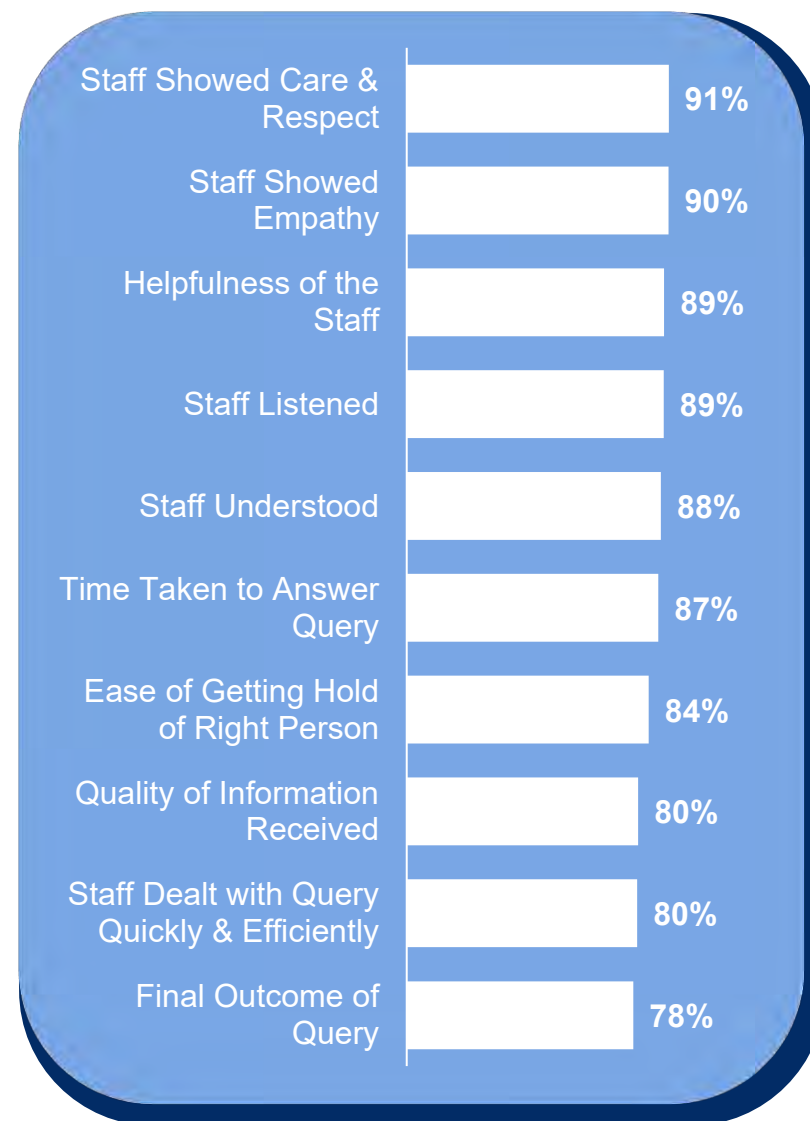 Staff Showed Care &
Respect
91%
Staff Showed
Empathy
90%
Helpfulness of the
Staff
89%
Staff Listened
89%
Staff Understood
88%
Time Taken to Answer
Query
87%
Ease of Getting Hold
of Right Person
84%
Quality of Information
Received
80%
Staff Dealt with Query
Quickly & Efficiently
80%
Final Outcome of
Query
78%